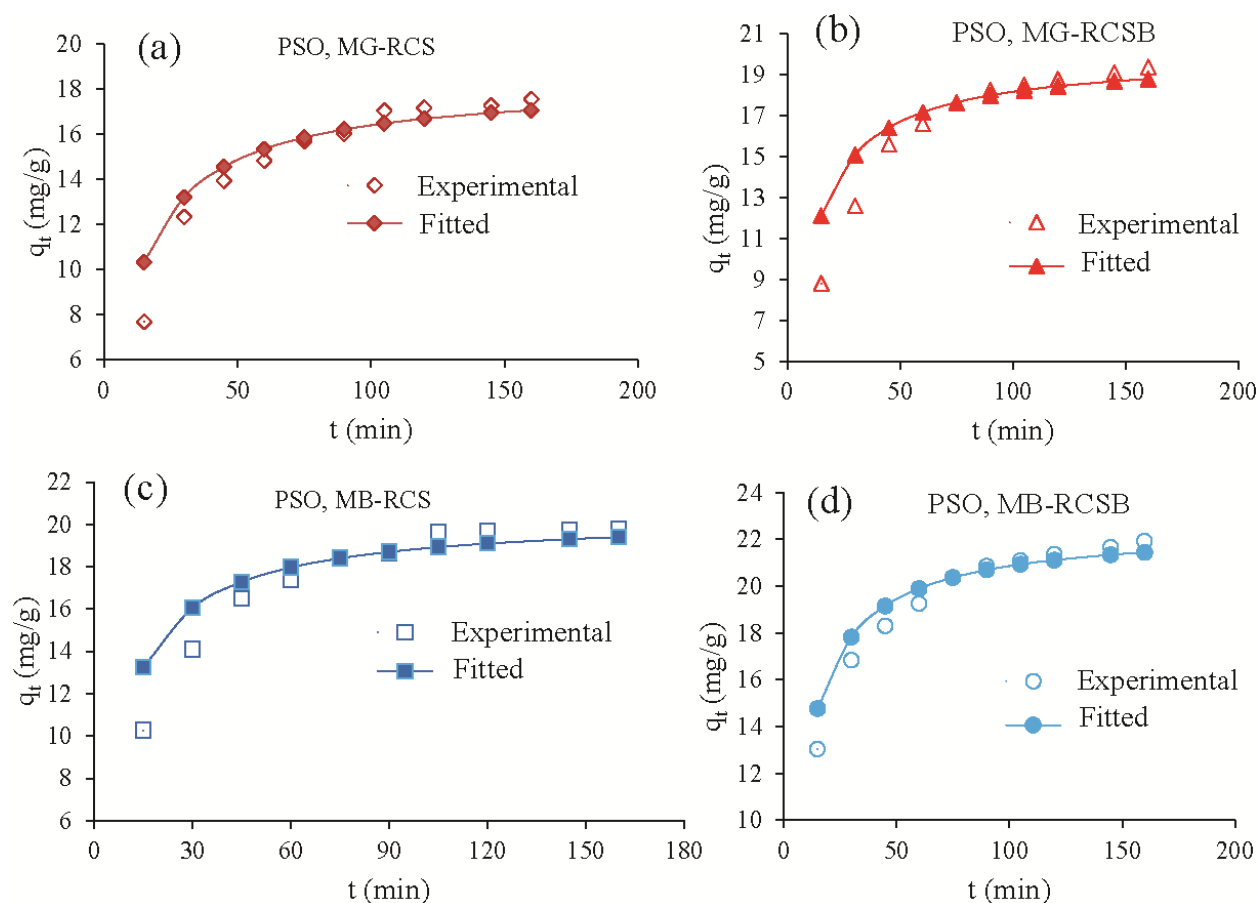 (a)
PSO, MG-RCS
20
18
16
14
12
10
8
6
q_t (mg/g)
Experimental
Fitted
0
50
100
150
200
t (min)
(b)
PSO, MG-RCSB
21
19
17
15
13
11
9
7
5
q_t (mg/g)
Experimental
Fitted
0
50
100
150
200
t (min)
(c)
PSO, MB-RCS
22
20
18
16
14
12
10
8
6
q_t (mg/g)
Experimental
Fitted
0
30
60
90
120
150
180
t (min)
(d)
PSO, MB-RCSB
24
22
20
18
16
14
12
10
q_t (mg/g)
Experimental
Fitted
0
50
100
150
200
t (min)